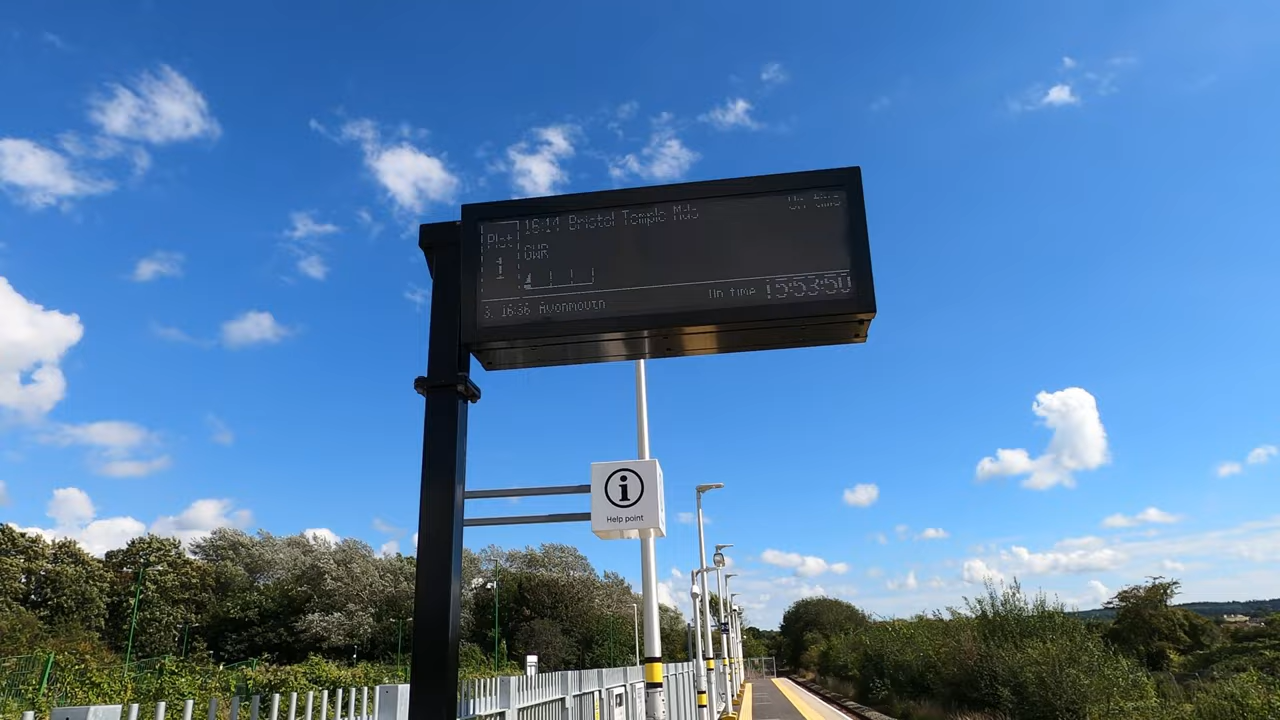 Plat
1
16:14 Bristol Temple Mds
On time
GWR
3. 16:36 Avonmouth
On time
15:53:50
i
Help point